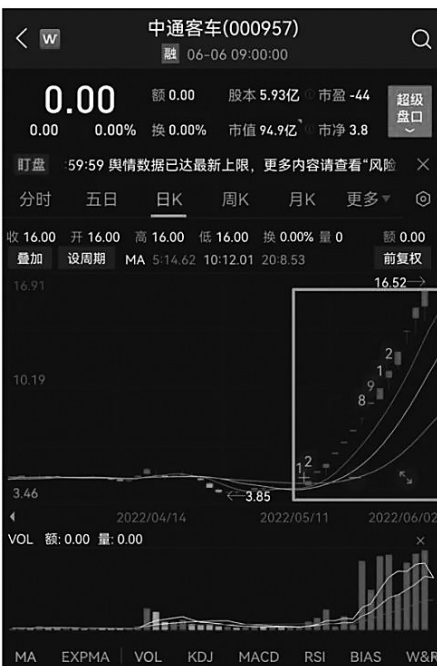 中通客车(000957)
W
融 06-06 09:00:00
0.00
0.00 0.00%
额 0.00 股本 5.93亿 市盈 -44
换 0.00% 市值 94.9亿 市净 3.8
超级
盘口
盯盘 :59:59 舆情数据已达最新上限，更多内容请查看“风险
分时 五日 日K 周K 月K 更多
收 16.00 开 16.00 高 16.00 低 16.00 换 0.00% 量 0 额 0.00
叠加 设周期 MA 5:14.62 10:12.01 20:8.53 前复权
16.91
16.52
10.19
2
1
9
8
2
1
3.46
3.85
2022/04/14 2022/05/11 2022/06/02
VOL 额: 0.00 量: 0.00
MA EXPMA VOL KDJ MACD RSI BIAS W&R